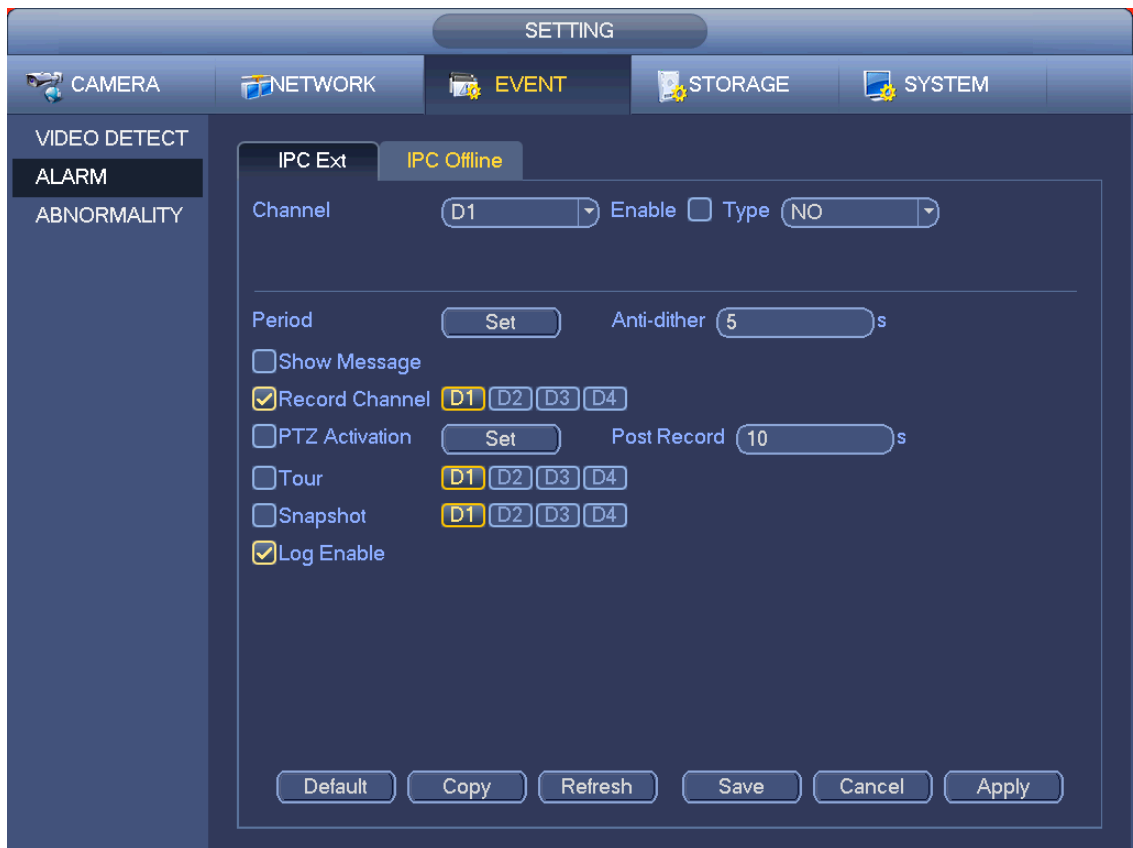 SETTING
CAMERA NETWORK EVENT STORAGE SYSTEM
VIDEO DETECT
ALARM
ABNORMALITY
IPC Ext IPC Offline
Channel D1 Enable Type NO
Period Set Anti-dither 5 s
Show Message
Record Channel D1 D2 D3 D4
PTZ Activation Set Post Record 10 s
Tour D1 D2 D3 D4
Snapshot D1 D2 D3 D4
Log Enable
Default Copy Refresh Save Cancel Apply